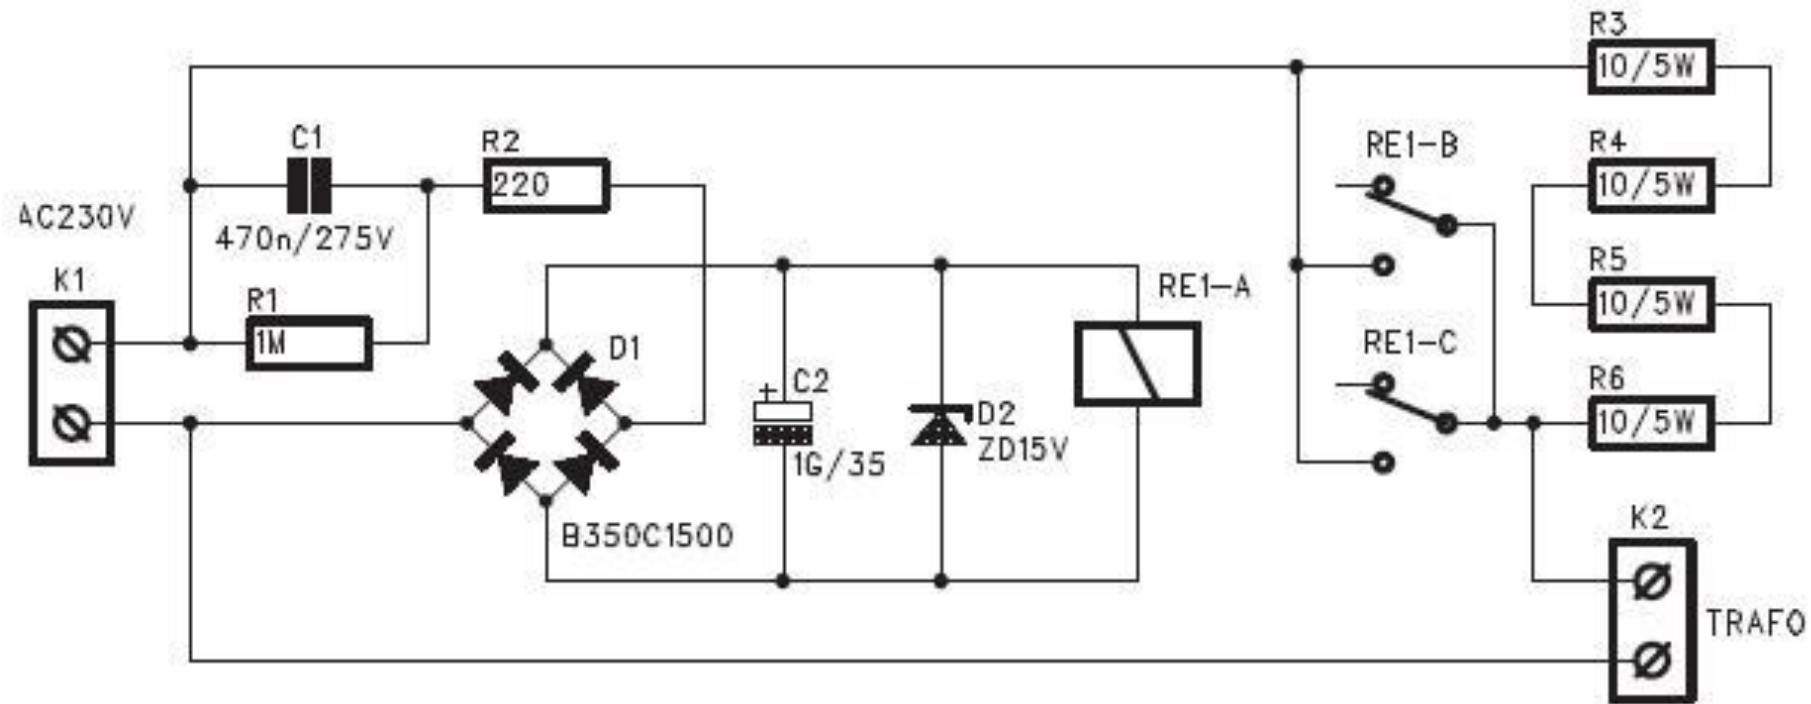 R3
10/5W
C1
R2
220
RE1-B
R4
10/5W
AC230V
470n/275V
K1
R1
1M
D1
RE1-A
R5
10/5W
RE1-C
C2
+
1G/35
D2
ZD15V
R6
10/5W
B350C1500
K2
TRAFO